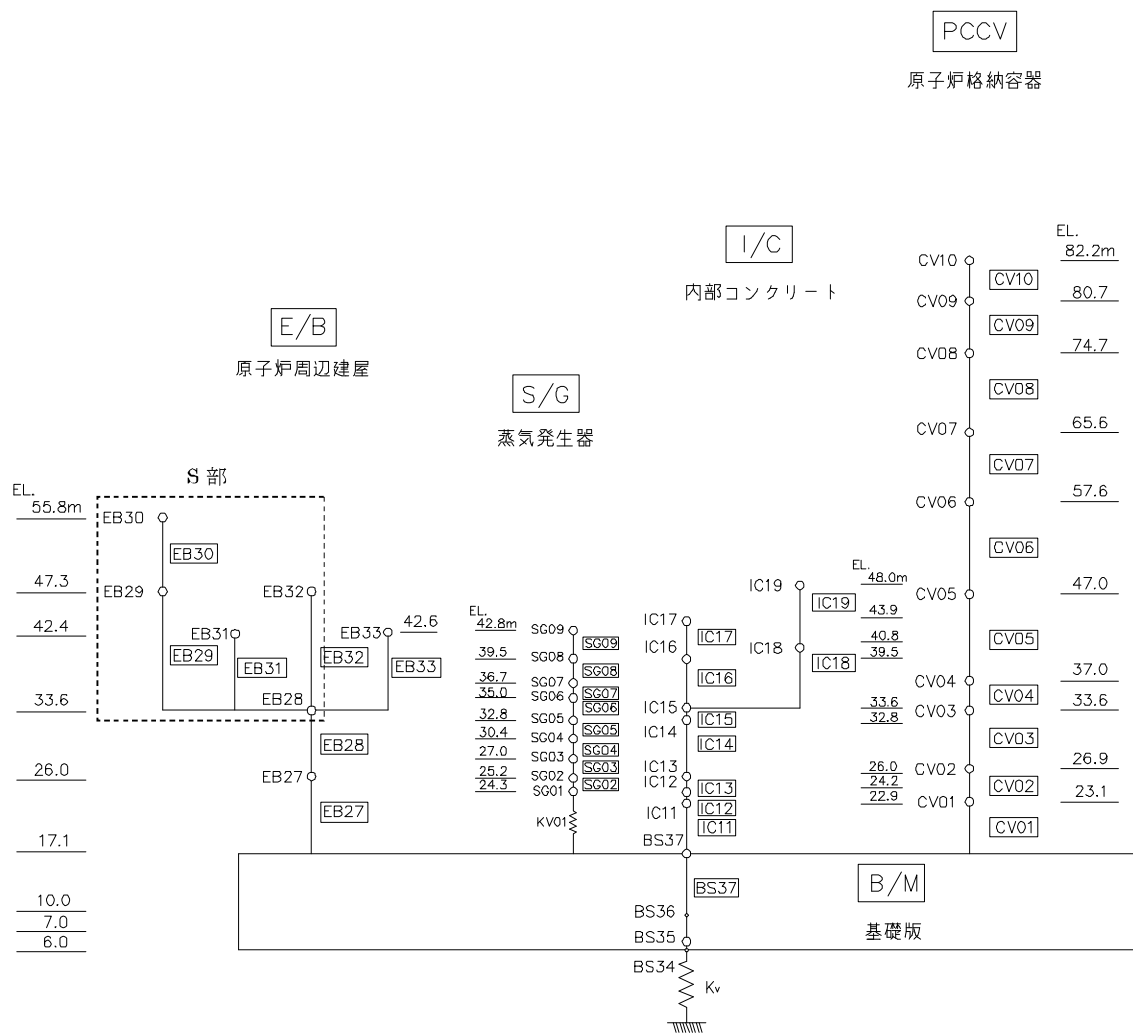 PCCV
原子炉格納容器
I/C
内部コンクリート
E/B
原子炉周辺建屋
S/G
蒸気発生器
S 部
EL.
55.8m
47.3
42.4
33.6
26.0
17.1
10.0
7.0
6.0
EB30
EB30
EB29
EB29
EB31
EB31
EB32
EB32
EB33
42.6
EB33
EB28
EB28
EB27
EB27
EL.
42.8m
39.5
36.7
35.0
32.8
30.4
27.0
25.2
24.3
SG09
SG08
SG07
SG06
SG05
SG04
SG03
SG02
SG01
SG09
SG08
SG07
SG06
SG05
SG04
SG03
SG02
KV01
IC17
IC16
IC15
IC14
IC13
IC12
IC11
IC17
IC16
IC15
IC14
IC13
IC12
IC11
IC19
IC18
IC19
IC18
EL.
48.0m
43.9
40.8
39.5
33.6
32.8
26.0
24.2
22.9
CV10
CV09
CV08
CV07
CV06
CV05
CV04
CV03
CV02
CV01
CV10
CV09
CV08
CV07
CV06
CV05
CV04
CV03
CV02
CV01
EL.
82.2m
80.7
74.7
65.6
57.6
47.0
37.0
33.6
26.9
23.1
BS37
BS37
BS36
BS35
BS34
Kv
B/M
基礎版